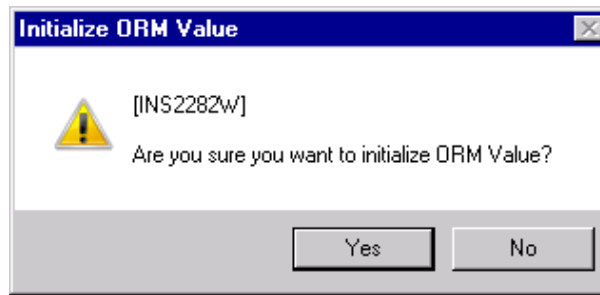 Initialize ORM Value
[INS2282W]
Are you sure you want to initialize ORM Value?
Yes
No